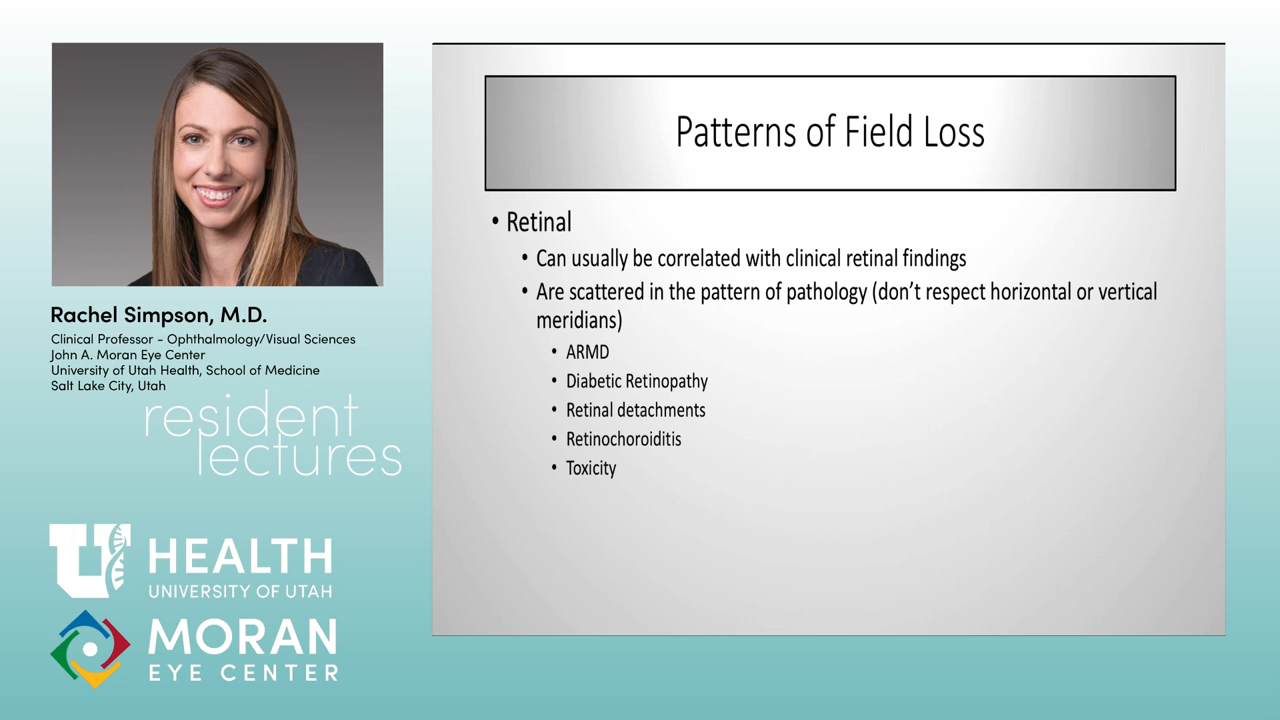 Rachel Simpson, M.D.
Clinical Professor - Ophthalmology/Visual Sciences
John A. Moran Eye Center
University of Utah Health, School of Medicine
Salt Lake City, Utah
resident
lectures
U HEALTH
UNIVERSITY OF UTAH
MORAN
EYE CENTER
Patterns of Field Loss
• Retinal
• Can usually be correlated with clinical retinal findings
• Are scattered in the pattern of pathology (don’t respect horizontal or vertical
meridians)
• ARMD
• Diabetic Retinopathy
• Retinal detachments
• Retinochoroiditis
• Toxicity